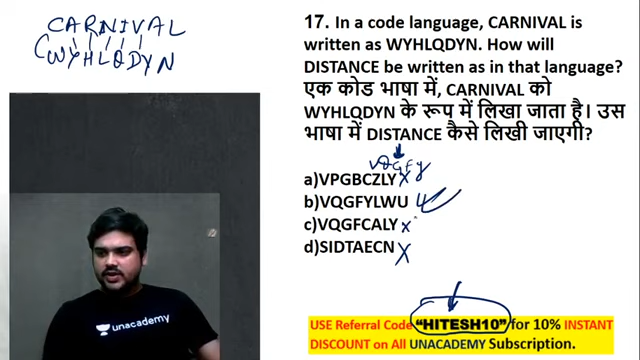 CARNIVAL
WYHLQDYN
17. In a code language, CARNIVAL is
written as WYHLQDYN. How will
DISTANCE be written as in that language?
एक कोड भाषा में, CARNIVAL को
WYHLQDYN के रूप में लिखा जाता है। उस
भाषा में DISTANCE कैसे लिखी जाएगी?
VQGFY
a)VPGBCZLY X
b)VQGFYLWU
c)VQGFCALY X
d)SIDTAECN X
unacademy
USE Referral Code "HITESH10" for 10% INSTANT
DISCOUNT on All UNACADEMY Subscription.